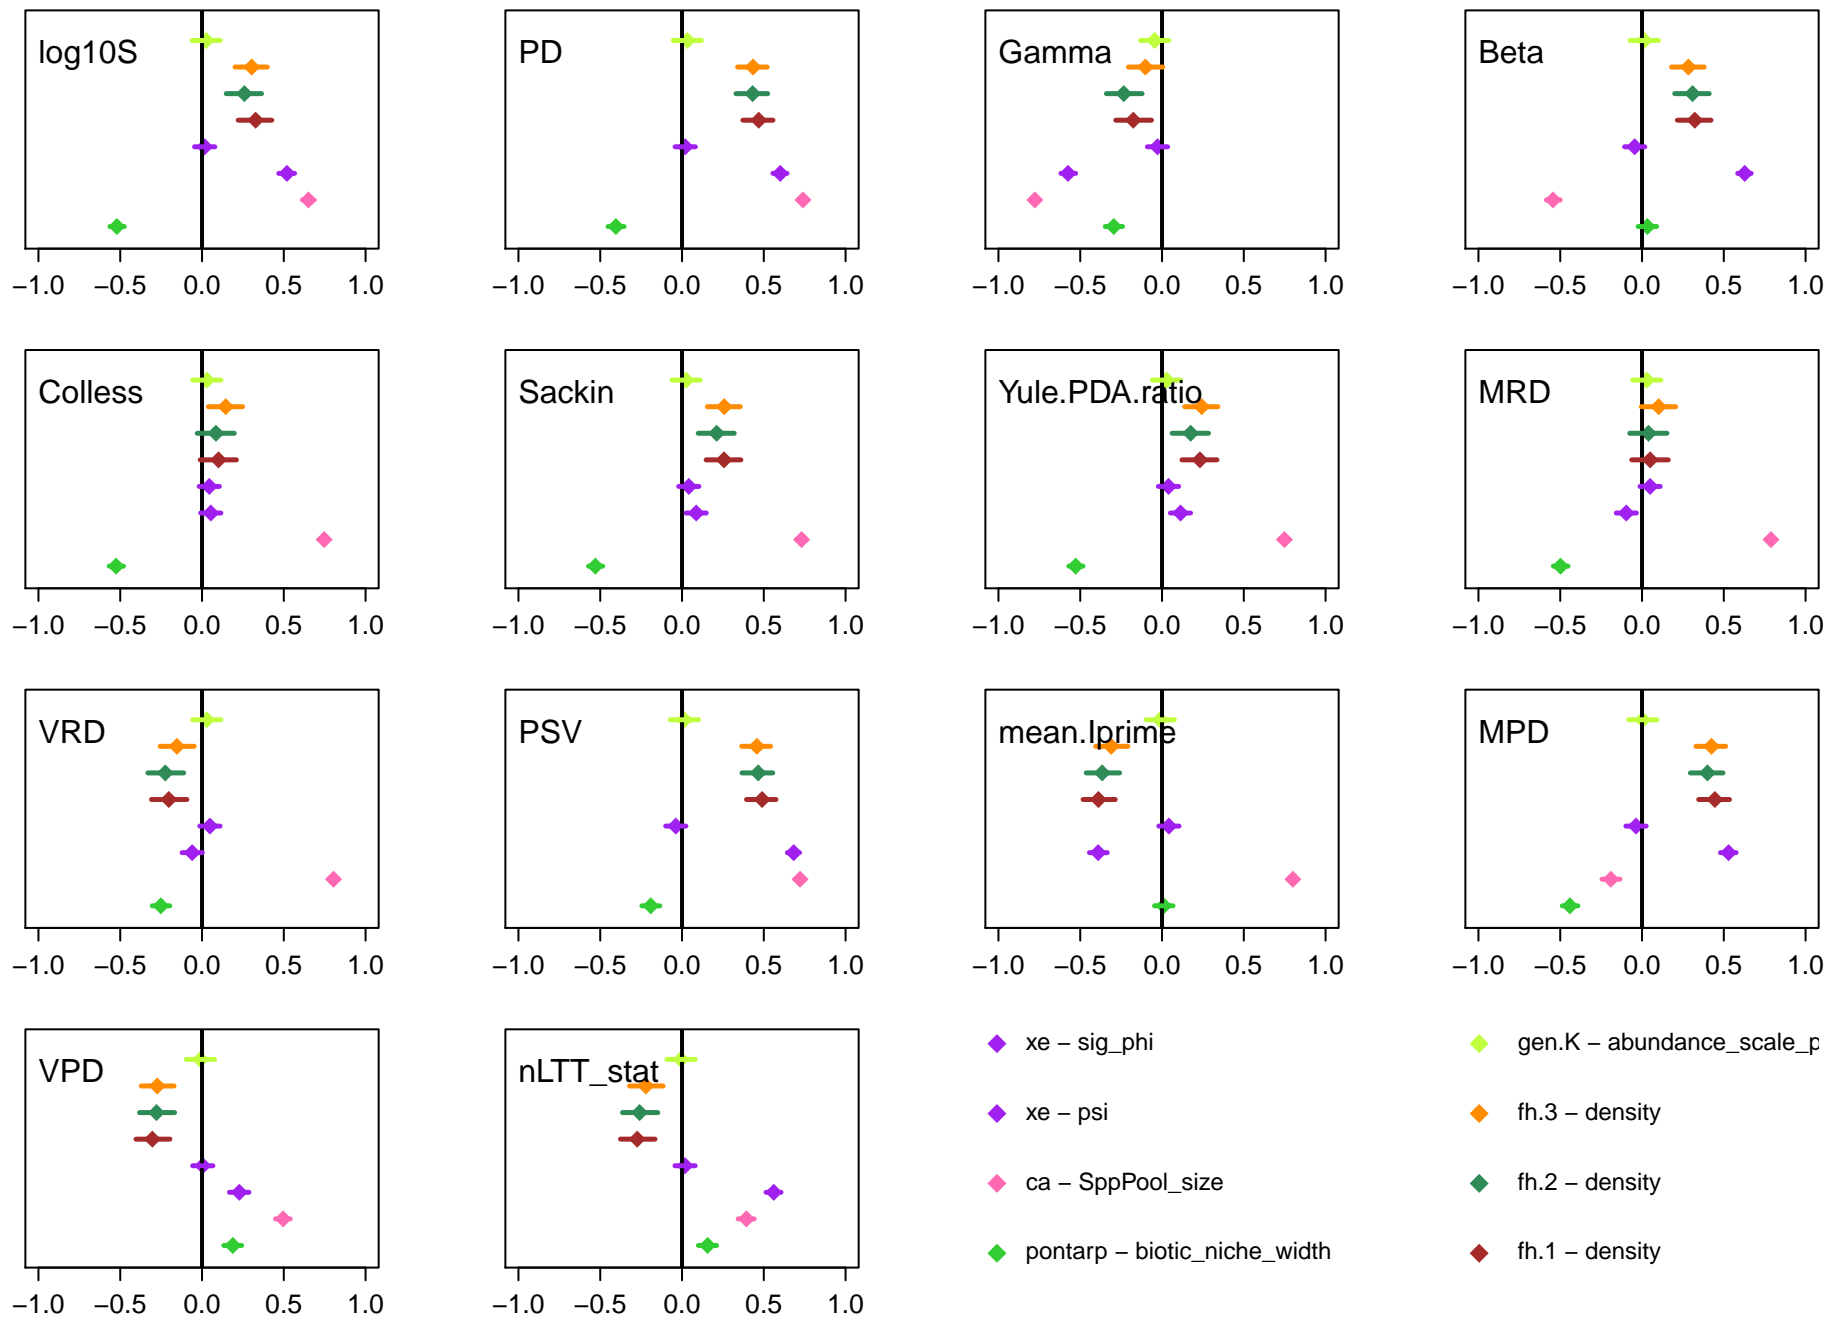 log10S
PD
Gamma
Beta
−1.0 −0.5 0.0 0.5 1.0
−1.0 −0.5 0.0 0.5 1.0
−1.0 −0.5 0.0 0.5 1.0
−1.0 −0.5 0.0 0.5 1.0
Colless
Sackin
Yule.PDA.ratio
MRD
−1.0 −0.5 0.0 0.5 1.0
−1.0 −0.5 0.0 0.5 1.0
−1.0 −0.5 0.0 0.5 1.0
−1.0 −0.5 0.0 0.5 1.0
VRD
PSV
mean.Iprime
MPD
−1.0 −0.5 0.0 0.5 1.0
−1.0 −0.5 0.0 0.5 1.0
−1.0 −0.5 0.0 0.5 1.0
−1.0 −0.5 0.0 0.5 1.0
VPD
nLTT_stat
−1.0 −0.5 0.0 0.5 1.0
−1.0 −0.5 0.0 0.5 1.0
xe − sig_phi
xe − psi
ca − SppPool_size
pontarp − biotic_niche_width
gen.K − abundance_scale_p
fh.3 − density
fh.2 − density
fh.1 − density